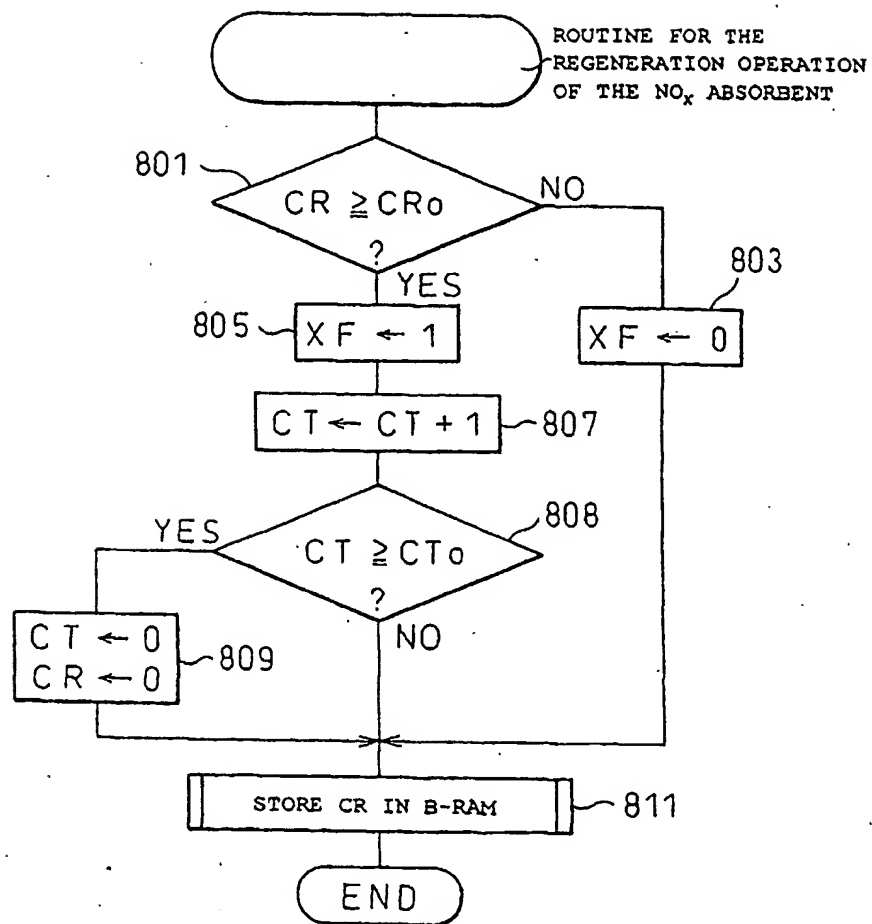 ROUTINE FOR THE
REGENERATION OPERATION
OF THE NOx ABSORBENT
801
CR ≧ CRo
?
NO
YES
803
805
XF ← 1
XF ← 0
CT ← CT + 1
807
YES
808
CT ≧ CTo
?
NO
CT ← 0
CR ← 0
809
STORE CR IN B-RAM
811
END